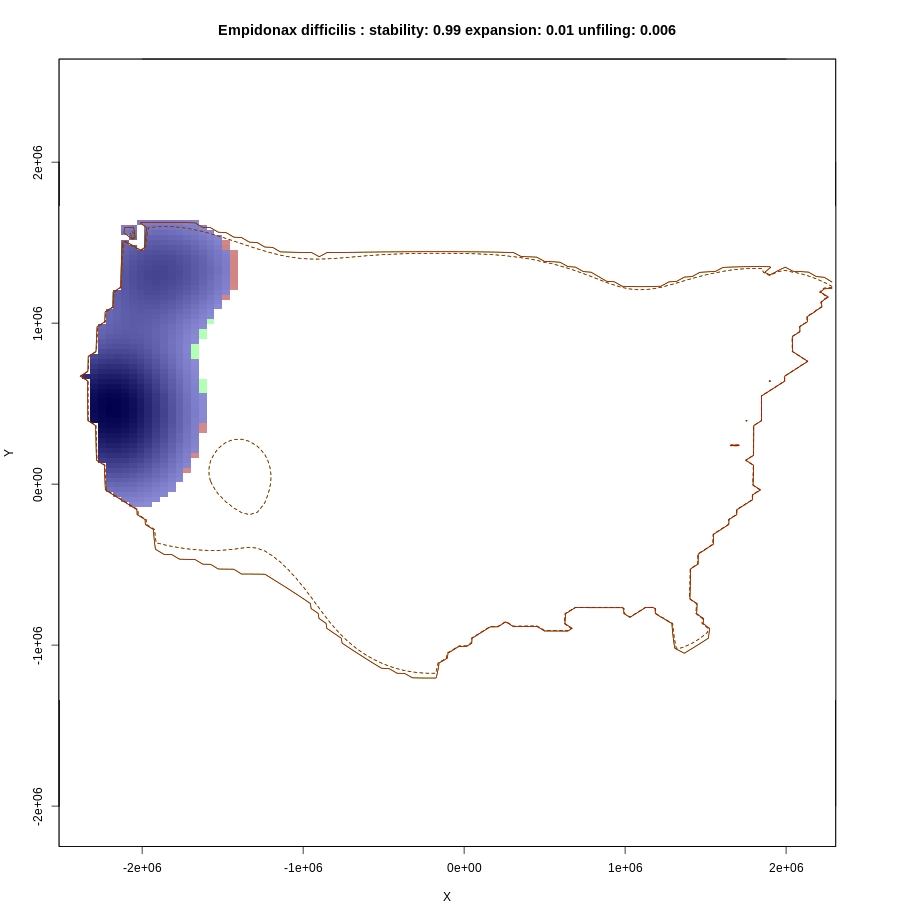 Empidonax difficilis : stability: 0.99 expansion: 0.01 unfiling: 0.006
2e+06
1e+06
0e+00
-1e+06
-2e+06
Y
-2e+06 -1e+06 0e+00 1e+06 2e+06
X